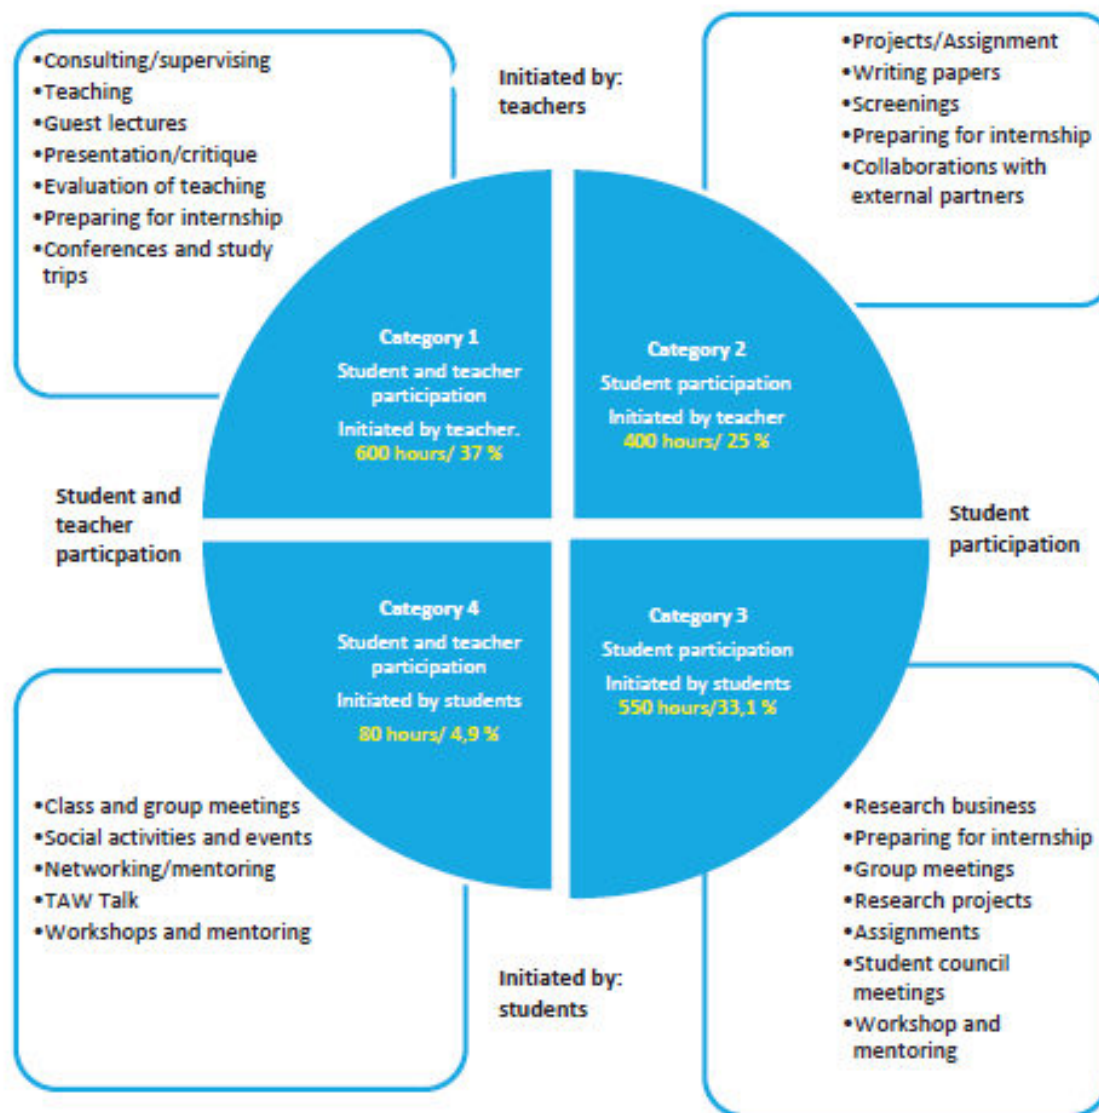 •Consulting/supervising
•Teaching
•Guest lectures
•Presentation/critique
•Evaluation of teaching
•Preparing for internship
•Conferences and study
trips
Initiated by:
teachers
•Projects/Assignment
•Writing papers
•Screenings
•Preparing for internship
•Collaborations with
external partners
Category 1
Student and teacher
participation
Initiated by teacher.
600 hours/ 37 %
Category 2
Student participation
Initiated by teacher
400 hours/ 25 %
Student and
teacher
particpation
Student
participation
Category 4
Student and teacher
participation
Initiated by students
80 hours/ 4,9 %
Category 3
Student participation
Initiated by students
550 hours/33,1 %
•Class and group meetings
•Social activities and events
•Networking/mentoring
•TAW Talk
•Workshops and mentoring
Initiated by:
students
•Research business
•Preparing for internship
•Group meetings
•Research projects
•Assignments
•Student council
meetings
•Workshop and
mentoring